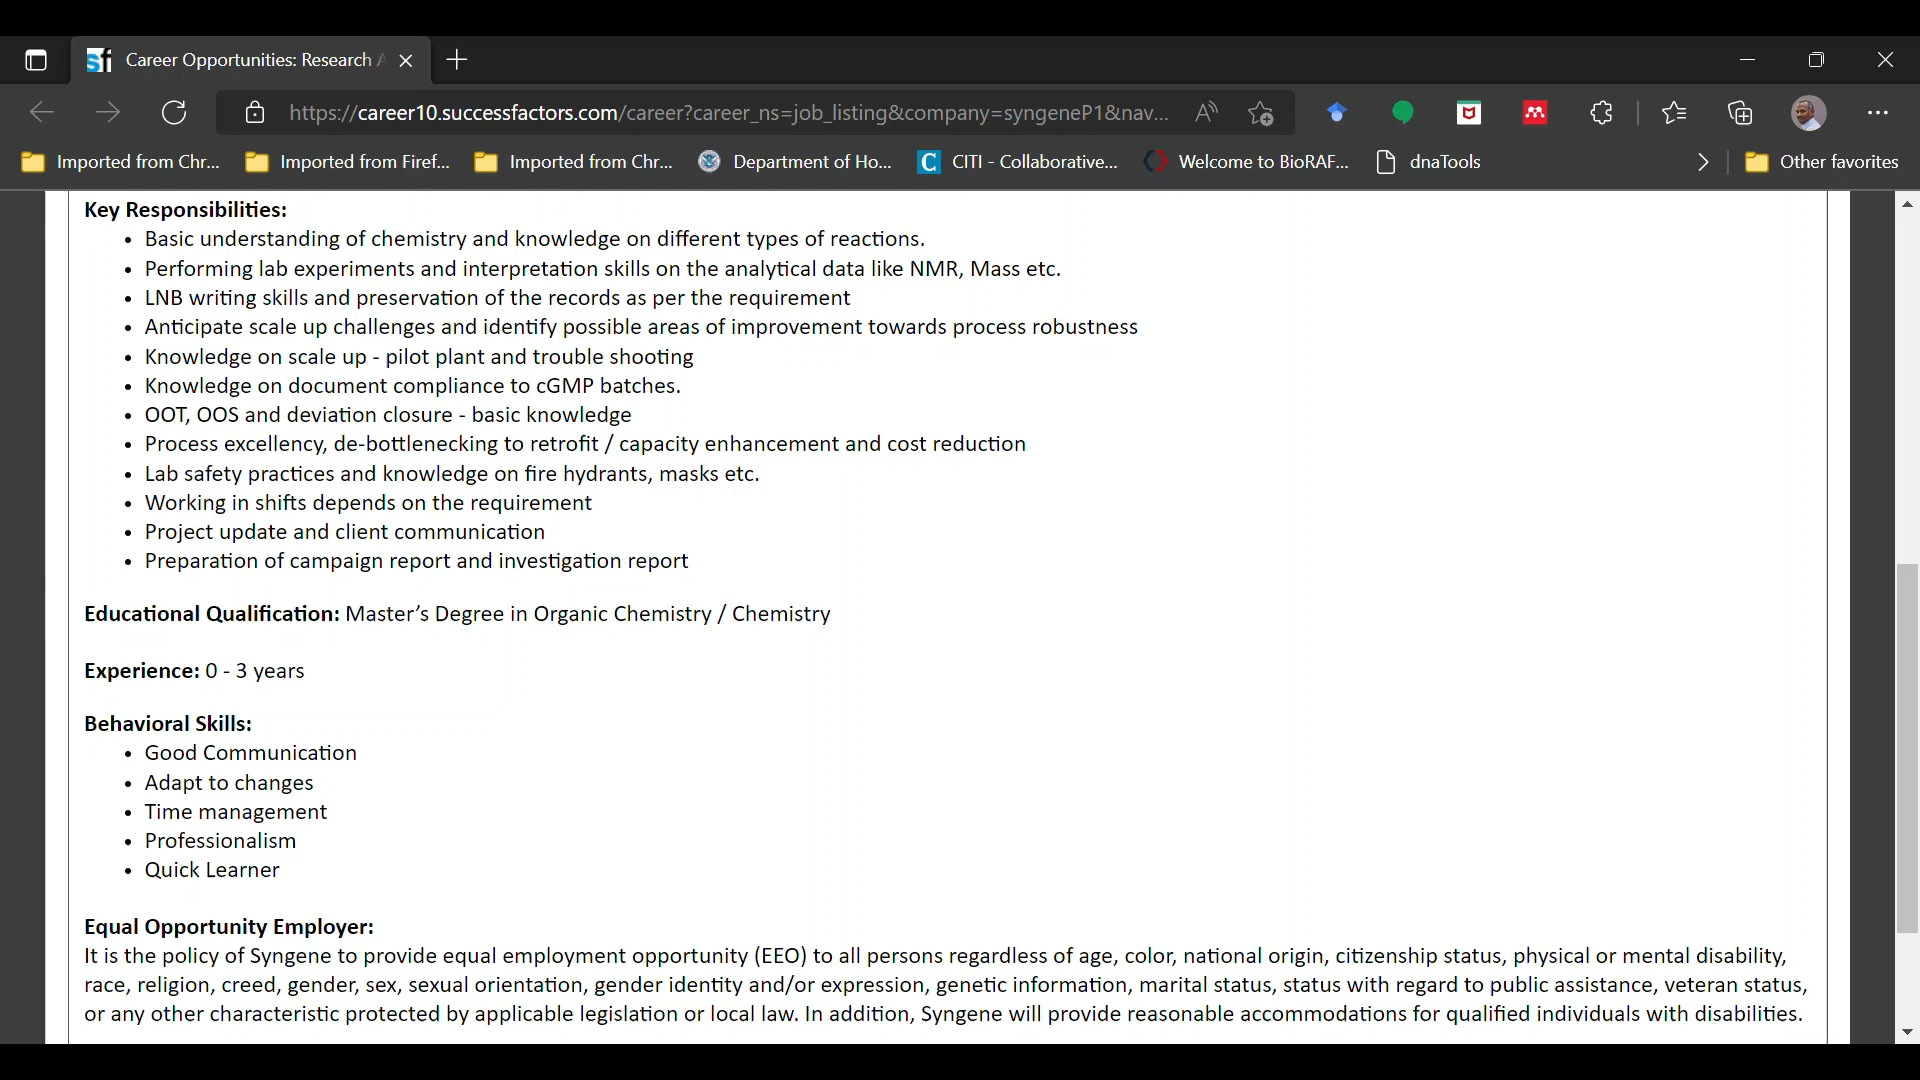 Career Opportunities: Research A
https://career10.successfactors.com/career?career_ns=job_listing&company=syngeneP1&nav...
Imported from Chr... Imported from Firef... Imported from Chr... Department of Ho... CITI - Collaborative... Welcome to BioRAF... dnaTools Other favorites
Key Responsibilities:
• Basic understanding of chemistry and knowledge on different types of reactions.
• Performing lab experiments and interpretation skills on the analytical data like NMR, Mass etc.
• LNB writing skills and preservation of the records as per the requirement
• Anticipate scale up challenges and identify possible areas of improvement towards process robustness
• Knowledge on scale up - pilot plant and trouble shooting
• Knowledge on document compliance to cGMP batches.
• OOT, OOS and deviation closure - basic knowledge
• Process excellency, de-bottlenecking to retrofit / capacity enhancement and cost reduction
• Lab safety practices and knowledge on fire hydrants, masks etc.
• Working in shifts depends on the requirement
• Project update and client communication
• Preparation of campaign report and investigation report
Educational Qualification: Master’s Degree in Organic Chemistry / Chemistry
Experience: 0 - 3 years
Behavioral Skills:
• Good Communication
• Adapt to changes
• Time management
• Professionalism
• Quick Learner
Equal Opportunity Employer:
It is the policy of Syngene to provide equal employment opportunity (EEO) to all persons regardless of age, color, national origin, citizenship status, physical or mental disability,
race, religion, creed, gender, sex, sexual orientation, gender identity and/or expression, genetic information, marital status, status with regard to public assistance, veteran status,
or any other characteristic protected by applicable legislation or local law. In addition, Syngene will provide reasonable accommodations for qualified individuals with disabilities.